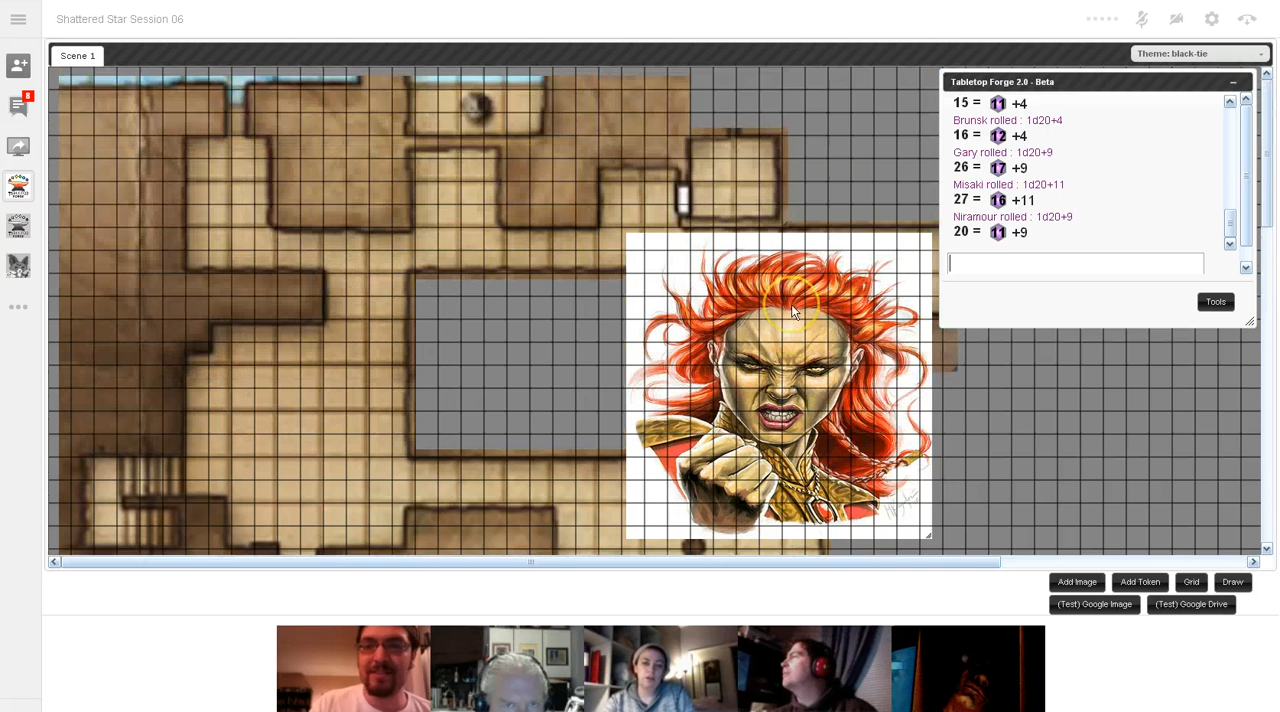 Shattered Star Session 06
Scene 1
Theme: black-tie
8
Tabletop Forge 2.0 - Beta
15 = 11 +4
Brunsk rolled : 1d20+4
16 = 12 +4
Gary rolled : 1d20+9
26 = 17 +9
Misaki rolled : 1d20+11
27 = 16 +11
Niramour rolled : 1d20+9
20 = 11 +9
Tools
Add Image
Add Token
Grid
Draw
(Test) Google Image
(Test) Google Drive